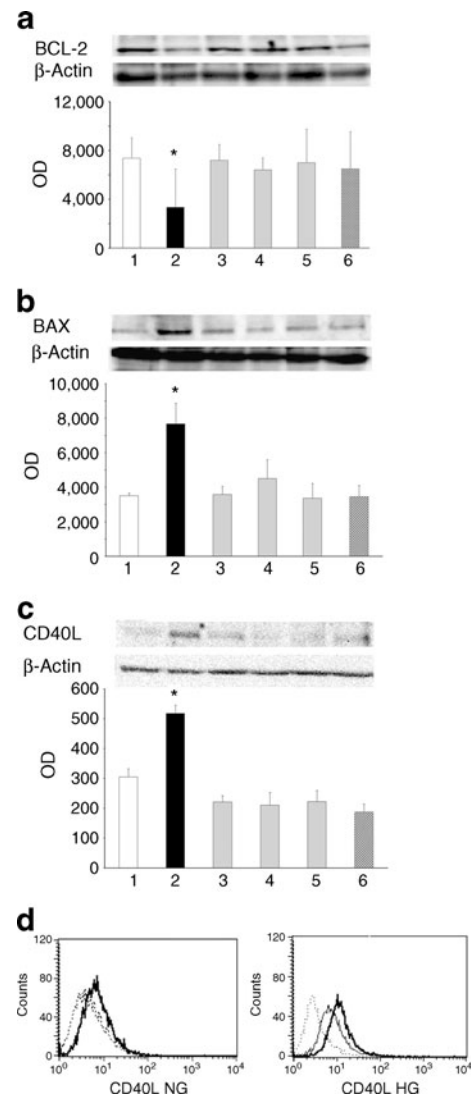 a
BCL-2
β-Actin
12,000
8,000
4,000
0
OD
*
1 2 3 4 5 6
b
BAX
β-Actin
10,000
8,000
6,000
4,000
2,000
0
OD
*
1 2 3 4 5 6
c
CD40L
β-Actin
600
500
400
300
200
100
0
OD
*
1 2 3 4 5 6
d
120
80
40
0
Counts
10⁰ 10¹ 10² 10³ 10⁴
CD40L NG
120
80
40
0
Counts
10⁰ 10¹ 10² 10³ 10⁴
CD40L HG